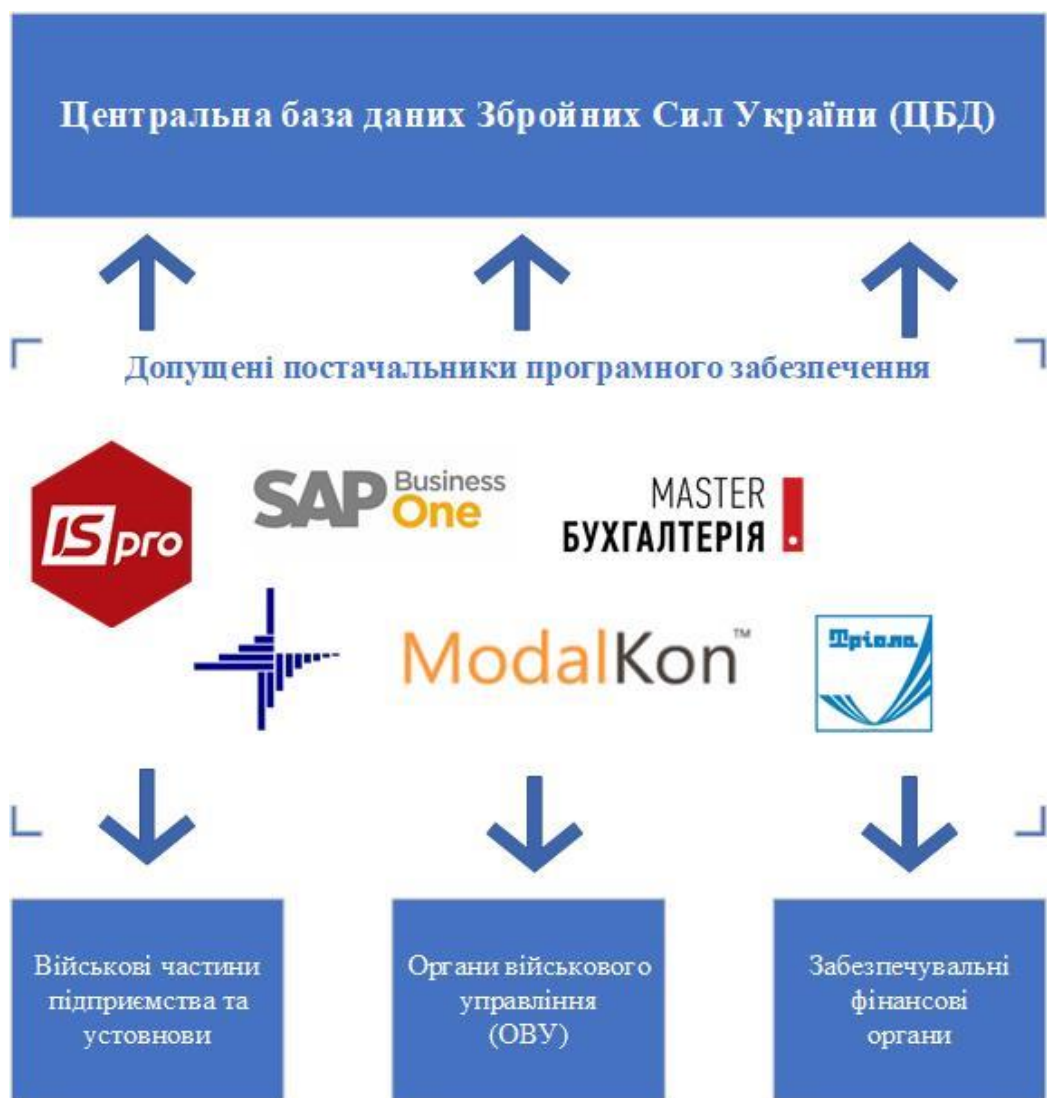 Центральна база даних Збройних Сил України (ЦБД)
Допущені постачальники програмного забезпечення
IS pro
SAP Business One
MASTER
БУХГАЛТЕРІЯ
ModalKon™
Тріола
Військові частини
підприємства та
устовнови
Органи військового
управління
(ОВУ)
Забезпечувальні
фінансові
органи